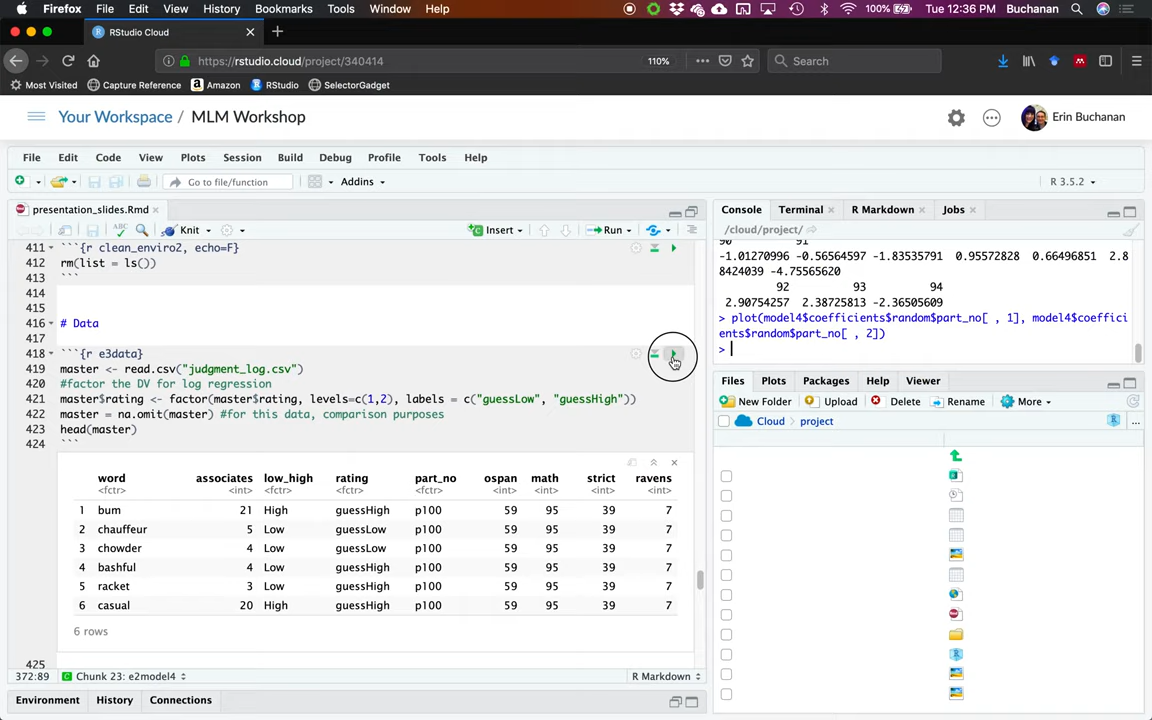 Firefox File Edit View History Bookmarks Tools Window Help 100% Tue 12:36 PM Buchanan
RStudio Cloud
https://rstudio.cloud/project/340414 110% Search
Most Visited Capture Reference Amazon RStudio SelectorGadget
Your Workspace / MLM Workshop Erin Buchanan
File Edit Code View Plots Session Build Debug Profile Tools Help
Go to file/function Addins R 3.5.2
presentation_slides.Rmd
Knit Insert Run
411 ```{r clean_enviro2, echo=F}
412 rm(list = ls())
413 ```
414
415
416 # Data
417
418 ```{r e3data}
419 master <- read.csv("judgment_log.csv")
420 #factor the DV for log regression
421 master$rating <- factor(master$rating, levels=c(1,2), labels = c("guessLow", "guessHigh"))
422 master = na.omit(master) #for this data, comparison purposes
423 head(master)
424 ```
word associates low_high rating part_no ospan math strict ravens
<fctr> <int> <fctr> <fctr> <fctr> <int> <int> <int> <int>
1 bum 21 High guessHigh p100 59 95 39 7
2 chauffeur 5 Low guessLow p100 59 95 39 7
3 chowder 4 Low guessLow p100 59 95 39 7
4 bashful 4 Low guessHigh p100 59 95 39 7
5 racket 3 Low guessHigh p100 59 95 39 7
6 casual 20 High guessHigh p100 59 95 39 7
6 rows
425
372:89 Chunk 23: e2model4 R Markdown
Environment History Connections
Console Terminal R Markdown Jobs
/cloud/project/
90 91
-1.01270996 -0.56564597 -1.83535791 0.95572828 0.66496851 2.8
8424039 -4.75565620
92 93 94
2.90754257 2.38725813 -2.36505609
> plot(model4$coefficients$random$part_no[ , 1], model4$coeffici
ents$random$part_no[ , 2])
>
Files Plots Packages Help Viewer
New Folder Upload Delete Rename More
Cloud project